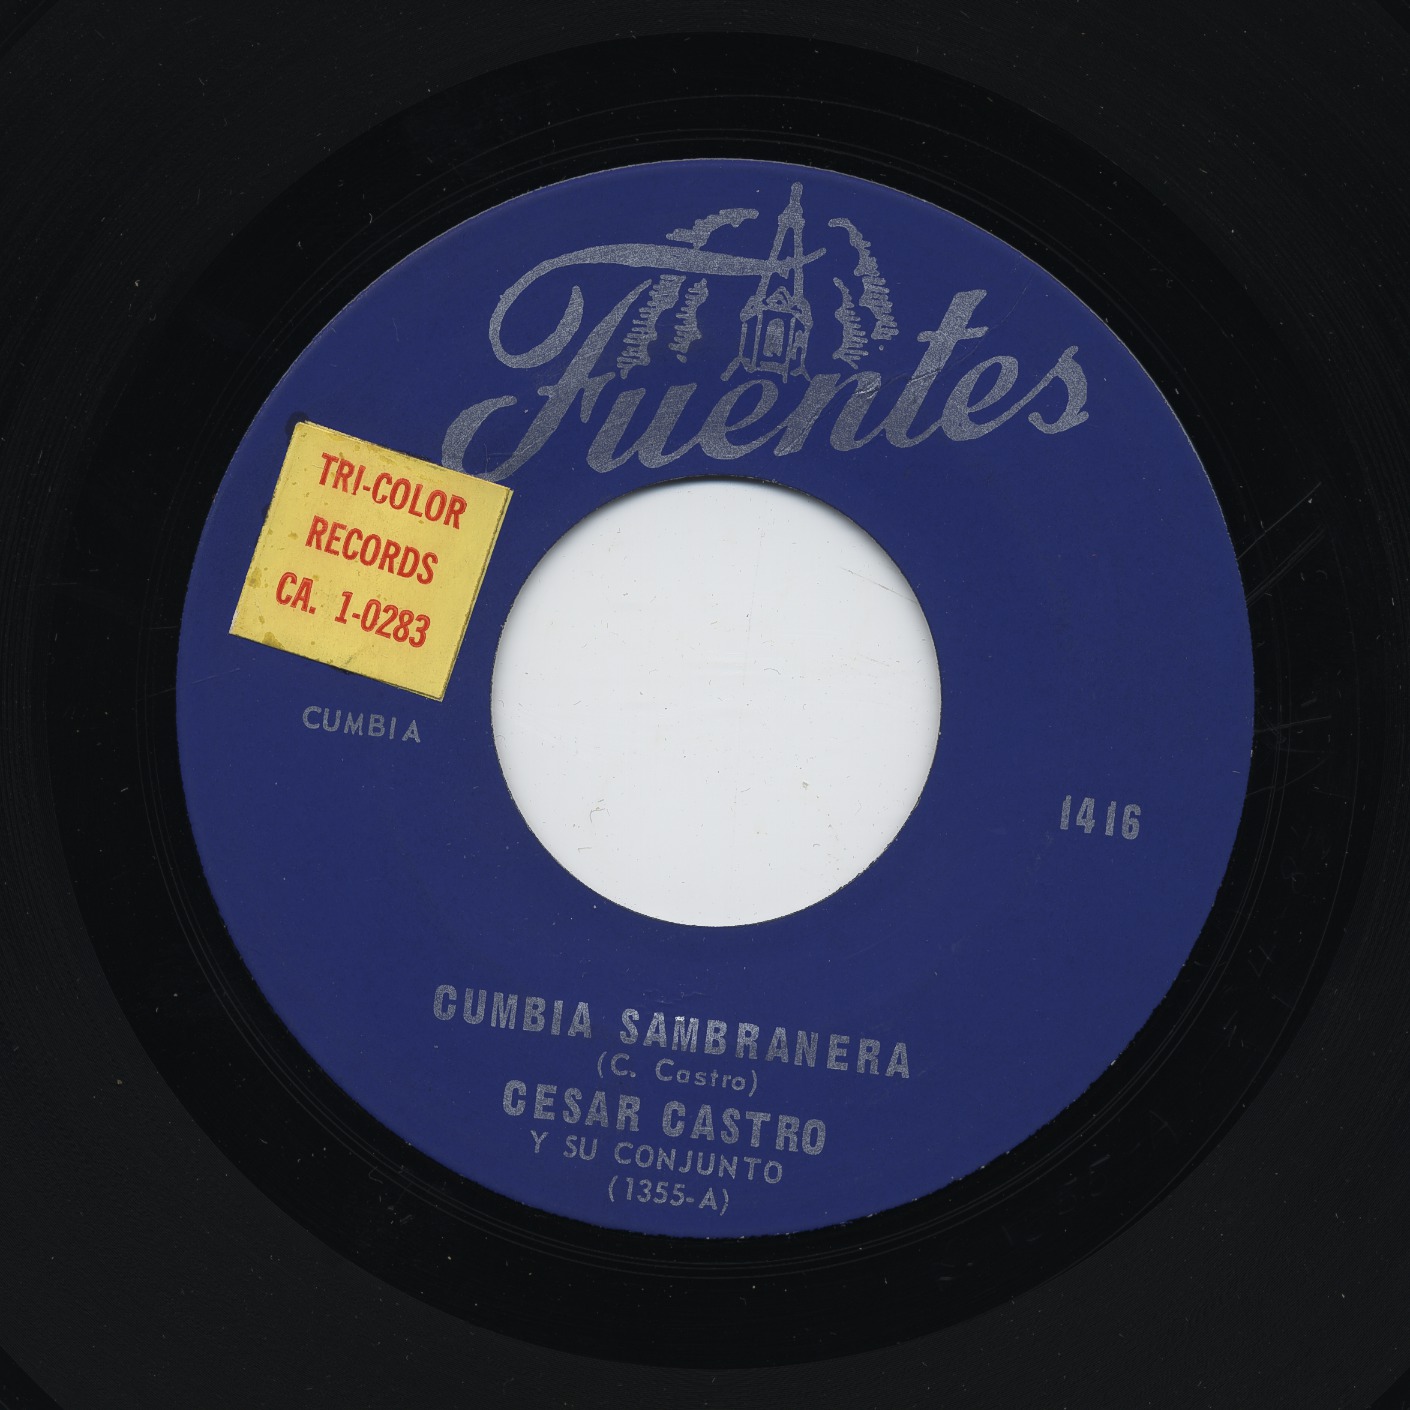 Fuentes
TRI-COLOR
RECORDS
CA. 1-0283
CUMBIA
1416
CUMBIA SAMBRANERA
(C. Castro)
CESAR CASTRO
Y SU CONJUNTO
(1355-A)